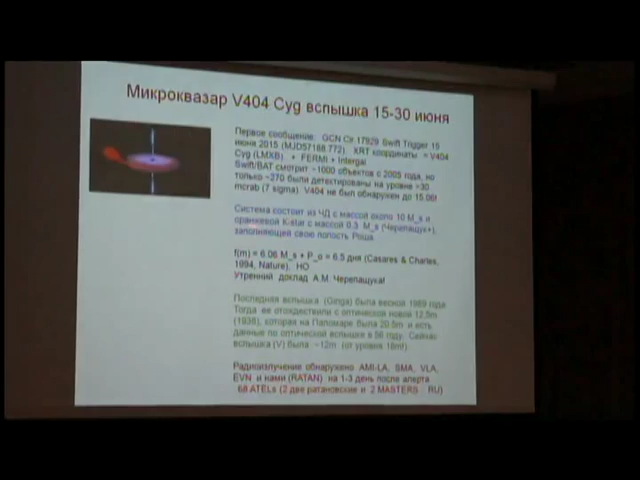 Микроквазар V404 Cyg вспышка 15-30 июня
Первое сообщение: GCN Cir 17929 Swift Trigger 15
июня 2015 (MJD57188.772). XRT координаты = V404
Cyg (LMXB). + FERMI + Intergal
Swift/BAT смотрит ~1000 объектов с 2005 года, но
только ~270 были детектированы на уровне ~30
mcrab (7 sigma). V404 не был обнаружен до 15.06!
Система состоит из ЧД с массой около 10 M_s и
оранжевой K-star с массой 0.3 M_s (Черепащук+),
заполняющей свою полость Роша.
f(m) = 6.06 M_s + P_o = 6.5 дня (Casares & Charles,
1994, Nature). НО
Утренний доклад А.М. Черепащука!
Последняя вспышка (Ginga) была весной 1989 года
Тогда ее отождествили с оптической новой 12.5m
(1938), которая на Паломаре была 20.5m и есть
данные по оптической вспышке в 56 году. Сейчас
вспышка (V) была ~12m (от уровня 18m!)
Радиоизлучение обнаружено AMI-LA, SMA, VLA,
EVN и нами (RATAN) на 1-3 день после алерта
68 ATELs (2 две ратановские и 2 MASTERS RU)